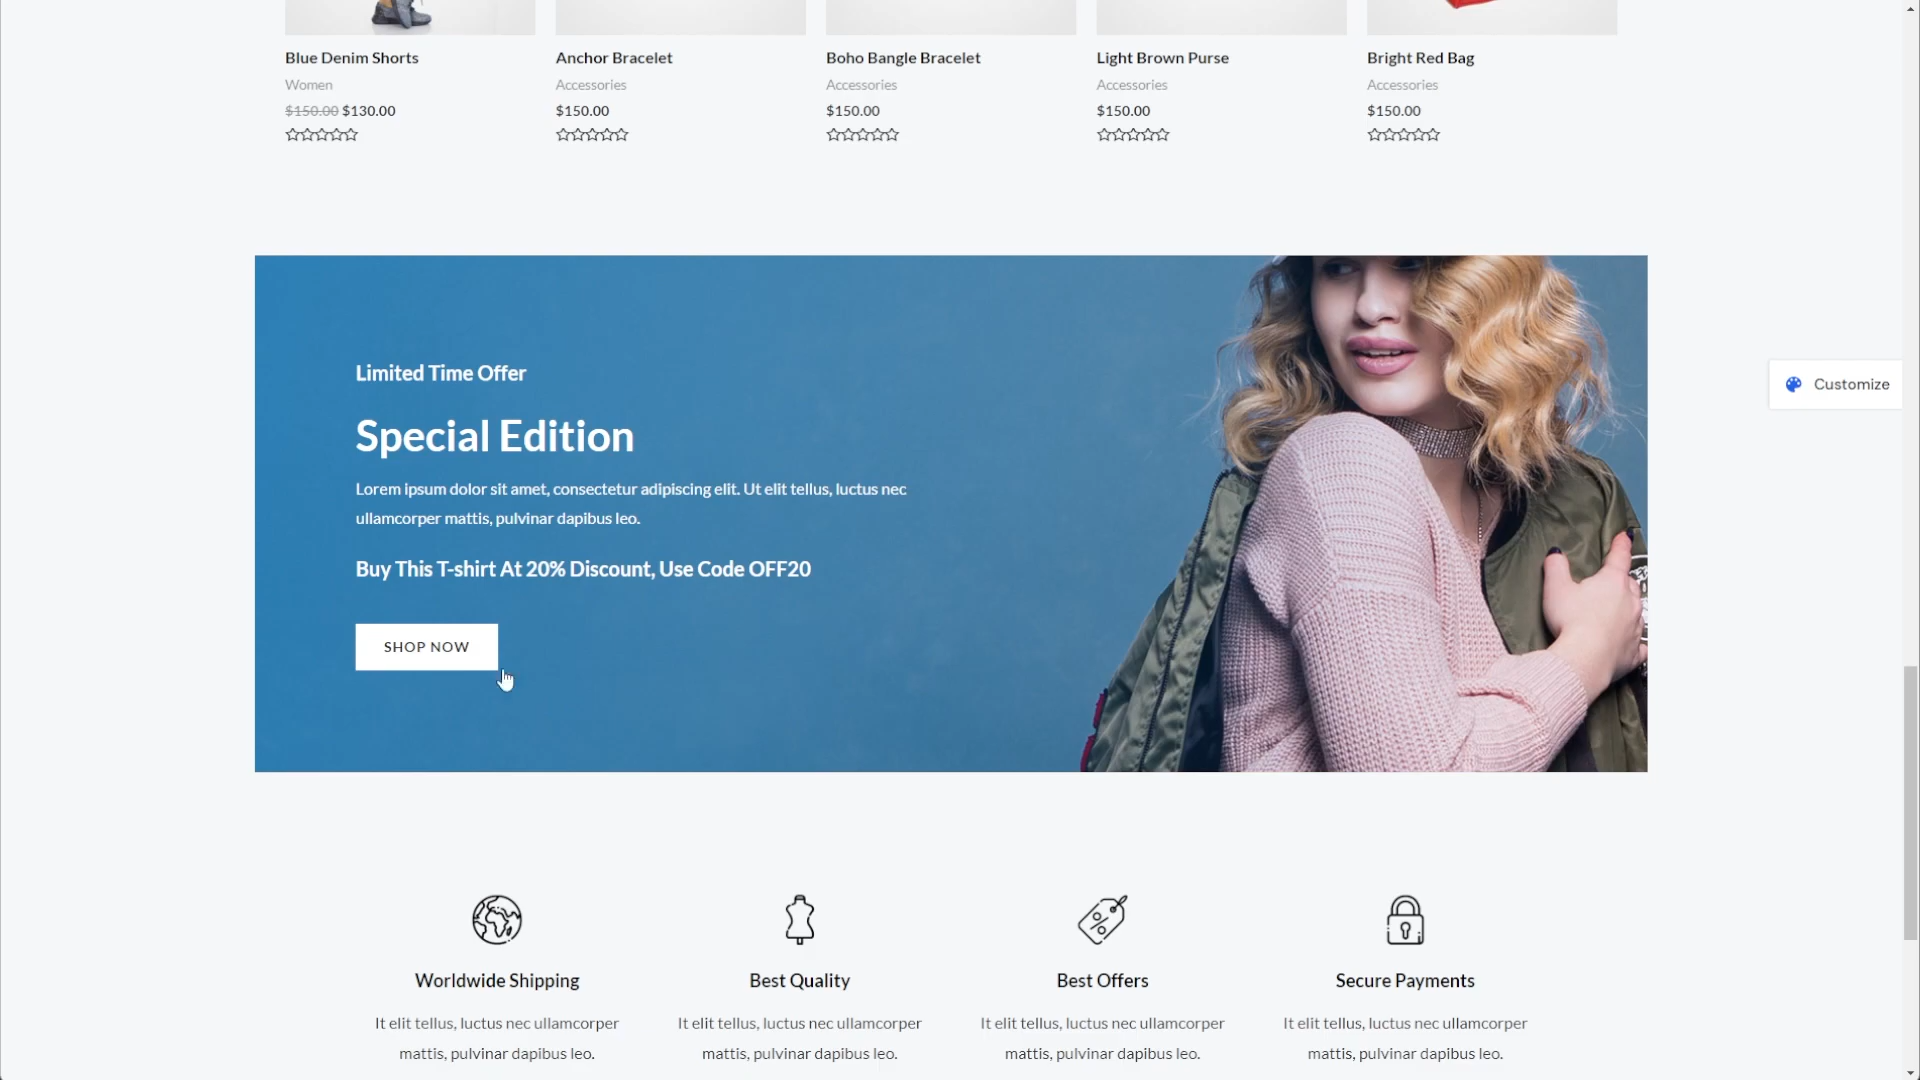 Blue Denim Shorts
Women
$150.00 $130.00
Anchor Bracelet
Accessories
$150.00
Boho Bangle Bracelet
Accessories
$150.00
Light Brown Purse
Accessories
$150.00
Bright Red Bag
Accessories
$150.00
Limited Time Offer
Special Edition
Lorem ipsum dolor sit amet, consectetur adipiscing elit. Ut elit tellus, luctus nec
ullamcorper mattis, pulvinar dapibus leo.
Buy This T-shirt At 20% Discount, Use Code OFF20
SHOP NOW
Customize
Worldwide Shipping
It elit tellus, luctus nec ullamcorper
mattis, pulvinar dapibus leo.
Best Quality
It elit tellus, luctus nec ullamcorper
mattis, pulvinar dapibus leo.
Best Offers
It elit tellus, luctus nec ullamcorper
mattis, pulvinar dapibus leo.
Secure Payments
It elit tellus, luctus nec ullamcorper
mattis, pulvinar dapibus leo.